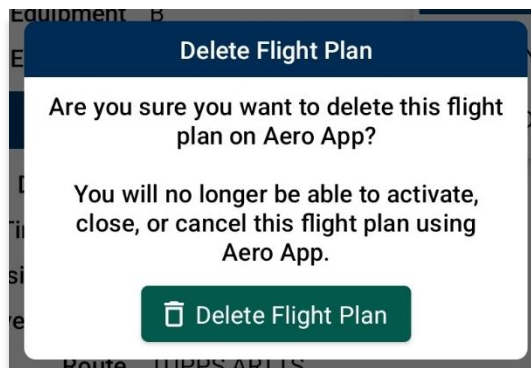 Equipment B
Delete Flight Plan
Are you sure you want to delete this flight
plan on Aero App?
You will no longer be able to activate,
close, or cancel this flight plan using
Aero App.
Delete Flight Plan
Route TUPPS ARTTS